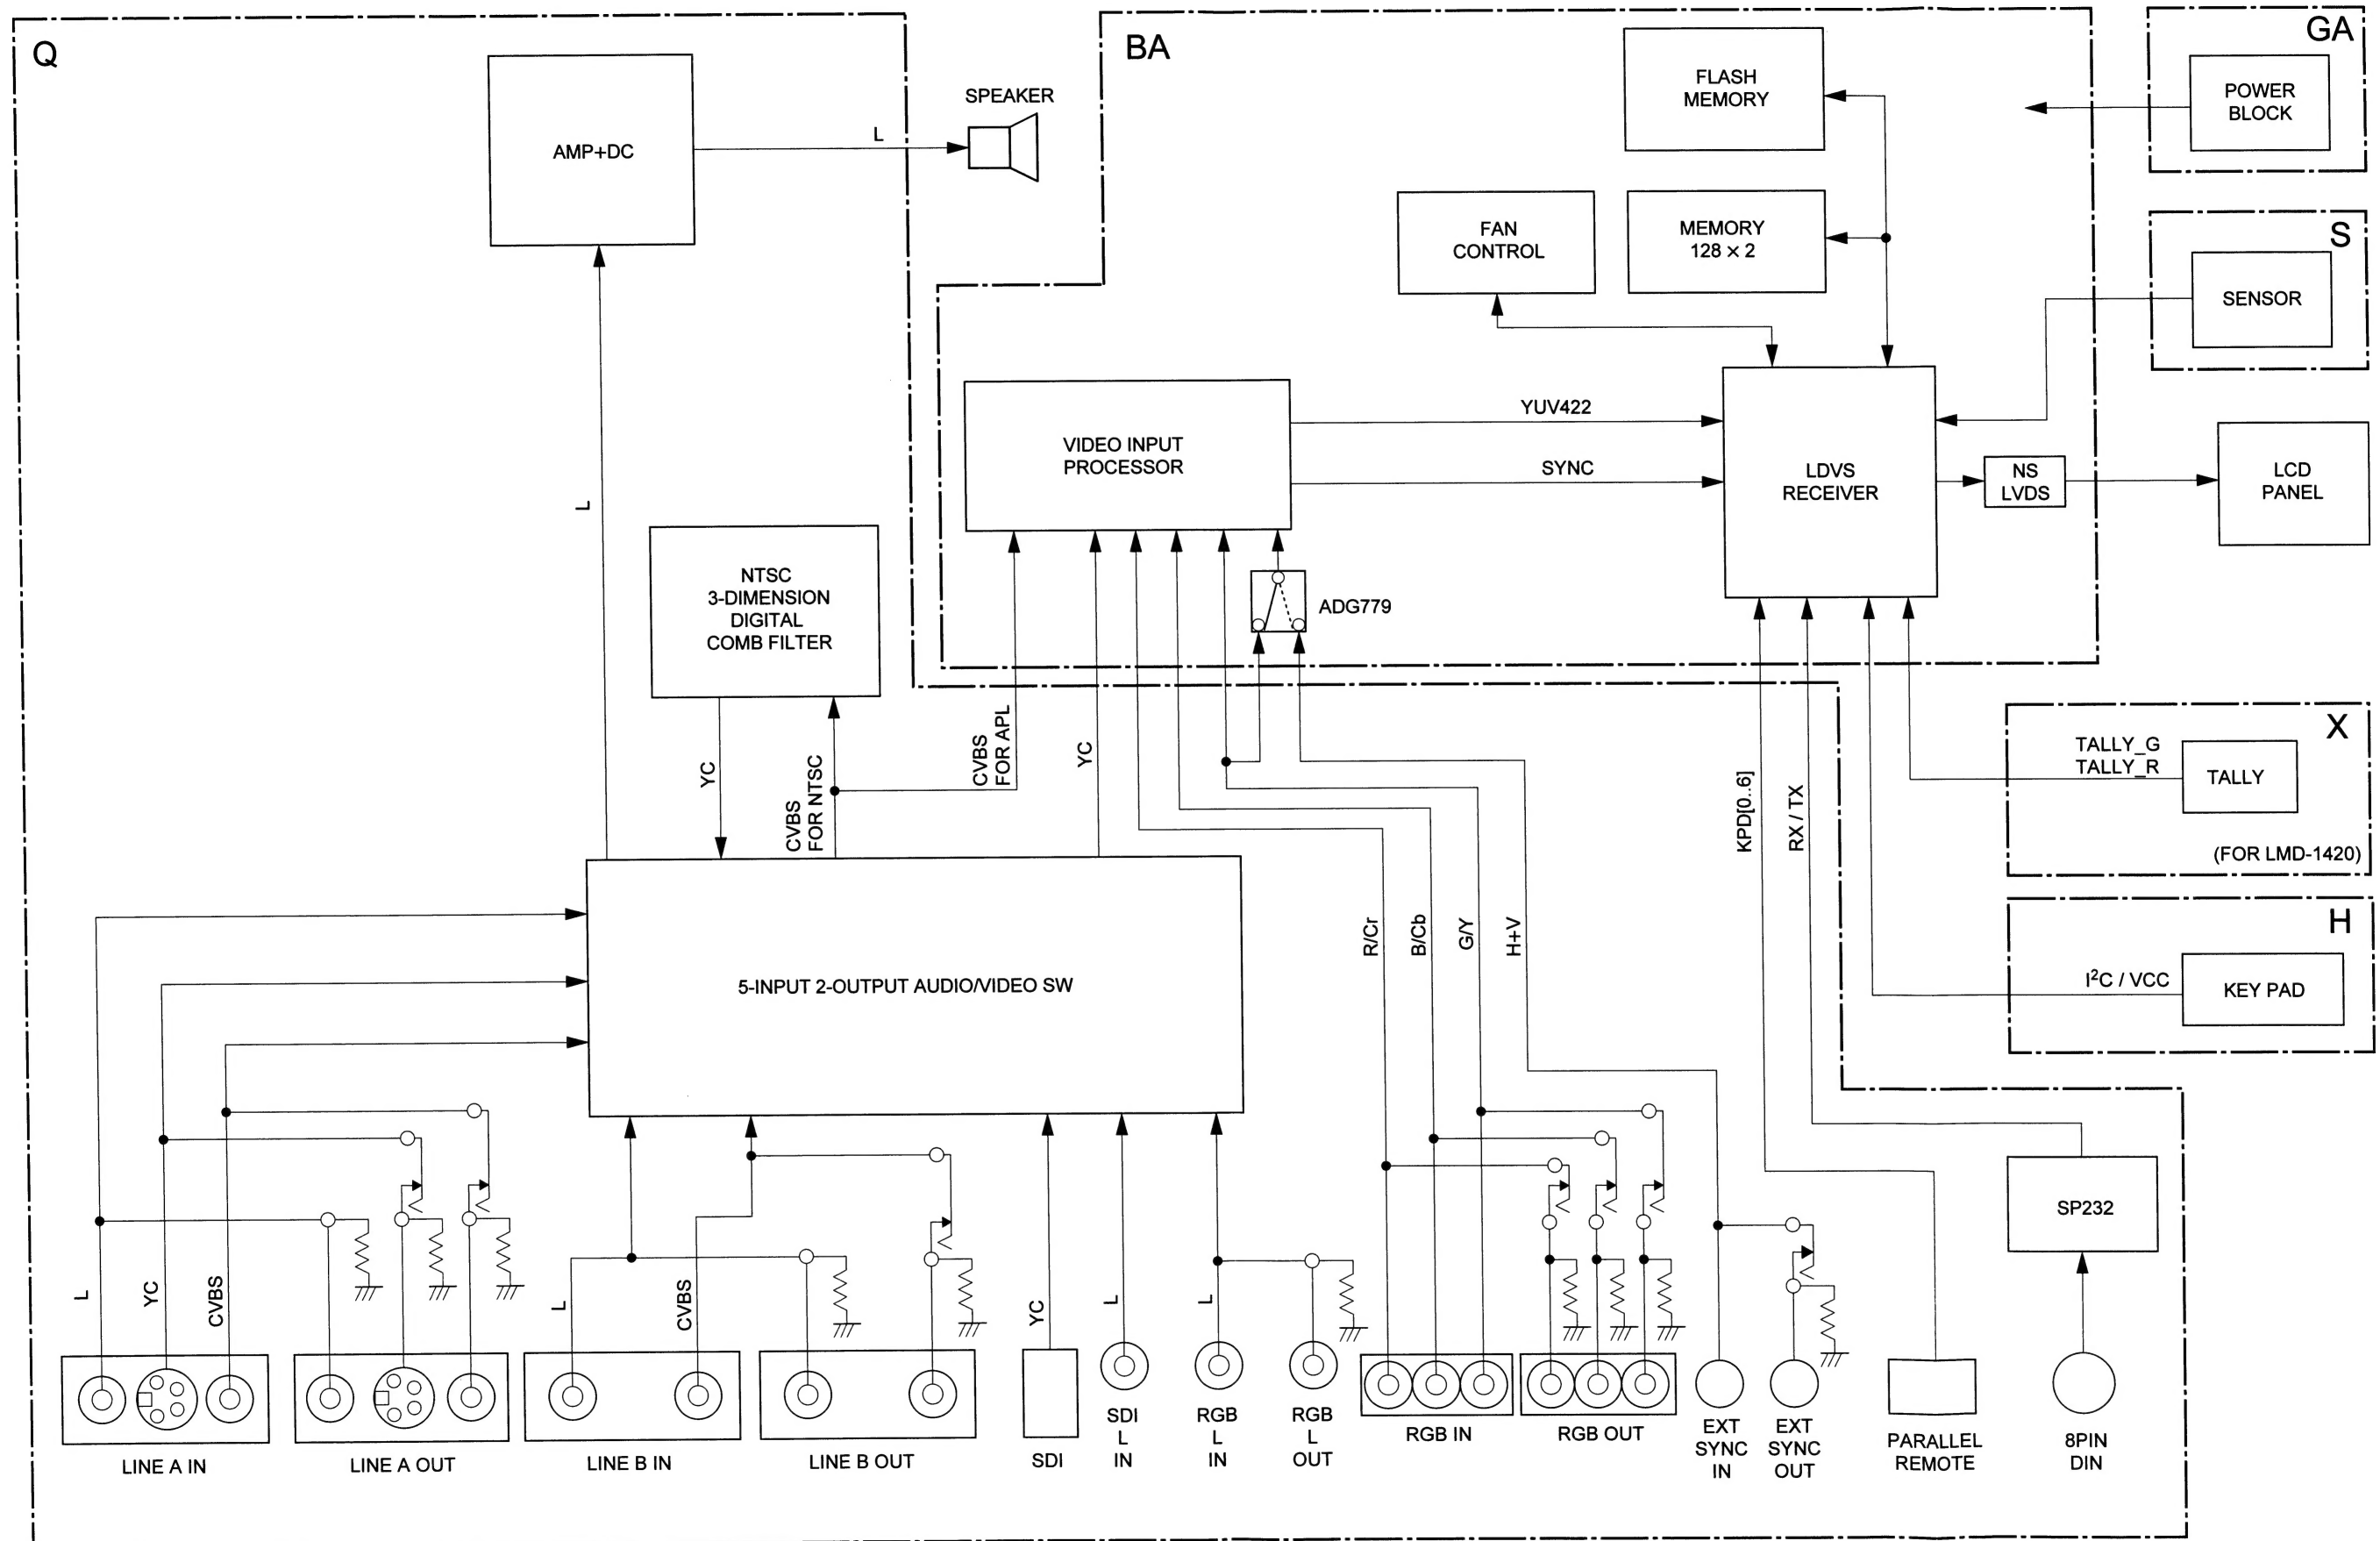 Q
BA
GA
FLASH
MEMORY
POWER
BLOCK
SPEAKER
L
AMP+DC
S
FAN
CONTROL
MEMORY
128 × 2
SENSOR
YUV422
VIDEO INPUT
PROCESSOR
SYNC
LDVS
RECEIVER
NS
LVDS
LCD
PANEL
L
NTSC
3-DIMENSION
DIGITAL
COMB FILTER
ADG779
YC
CVBS
FOR NTSC
CVBS
FOR APL
YC
X
TALLY_G
TALLY_R
TALLY
(FOR LMD-1420)
KPD[0..6]
RX / TX
H
R/Cr
B/Cb
G/Y
H+V
I²C / VCC
KEY PAD
5-INPUT 2-OUTPUT AUDIO/VIDEO SW
SP232
L
YC
CVBS
L
CVBS
YC
L
L
LINE A IN
LINE A OUT
LINE B IN
LINE B OUT
SDI
SDI
L
IN
RGB
L
IN
RGB
L
OUT
RGB IN
RGB OUT
EXT
SYNC
IN
EXT
SYNC
OUT
PARALLEL
REMOTE
8PIN
DIN